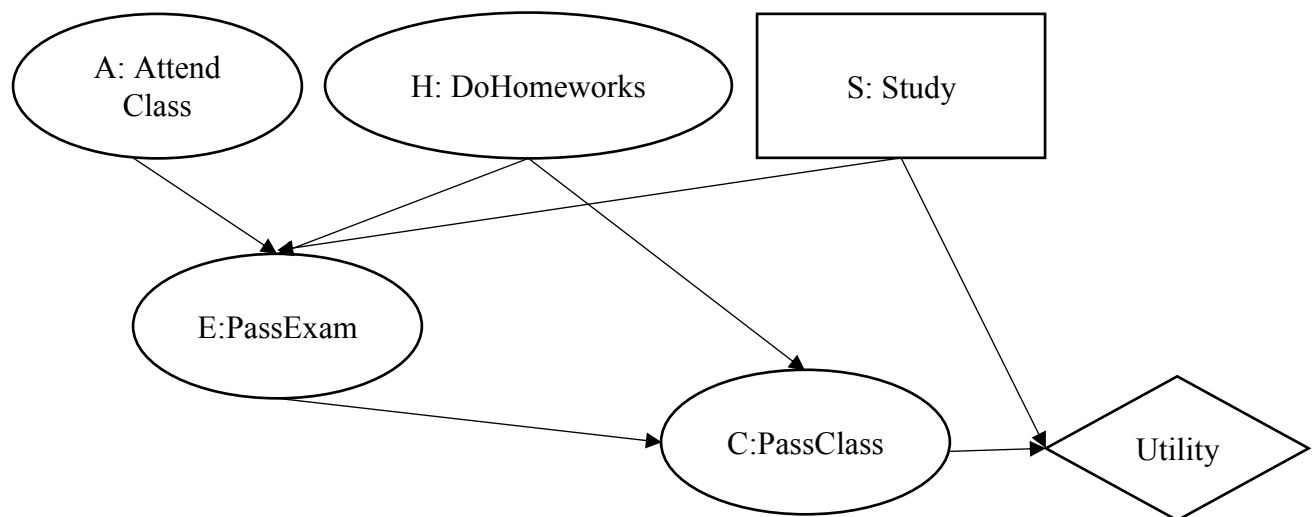 A: Attend
Class
H: DoHomeworks
S: Study
E:PassExam
C:PassClass
Utility